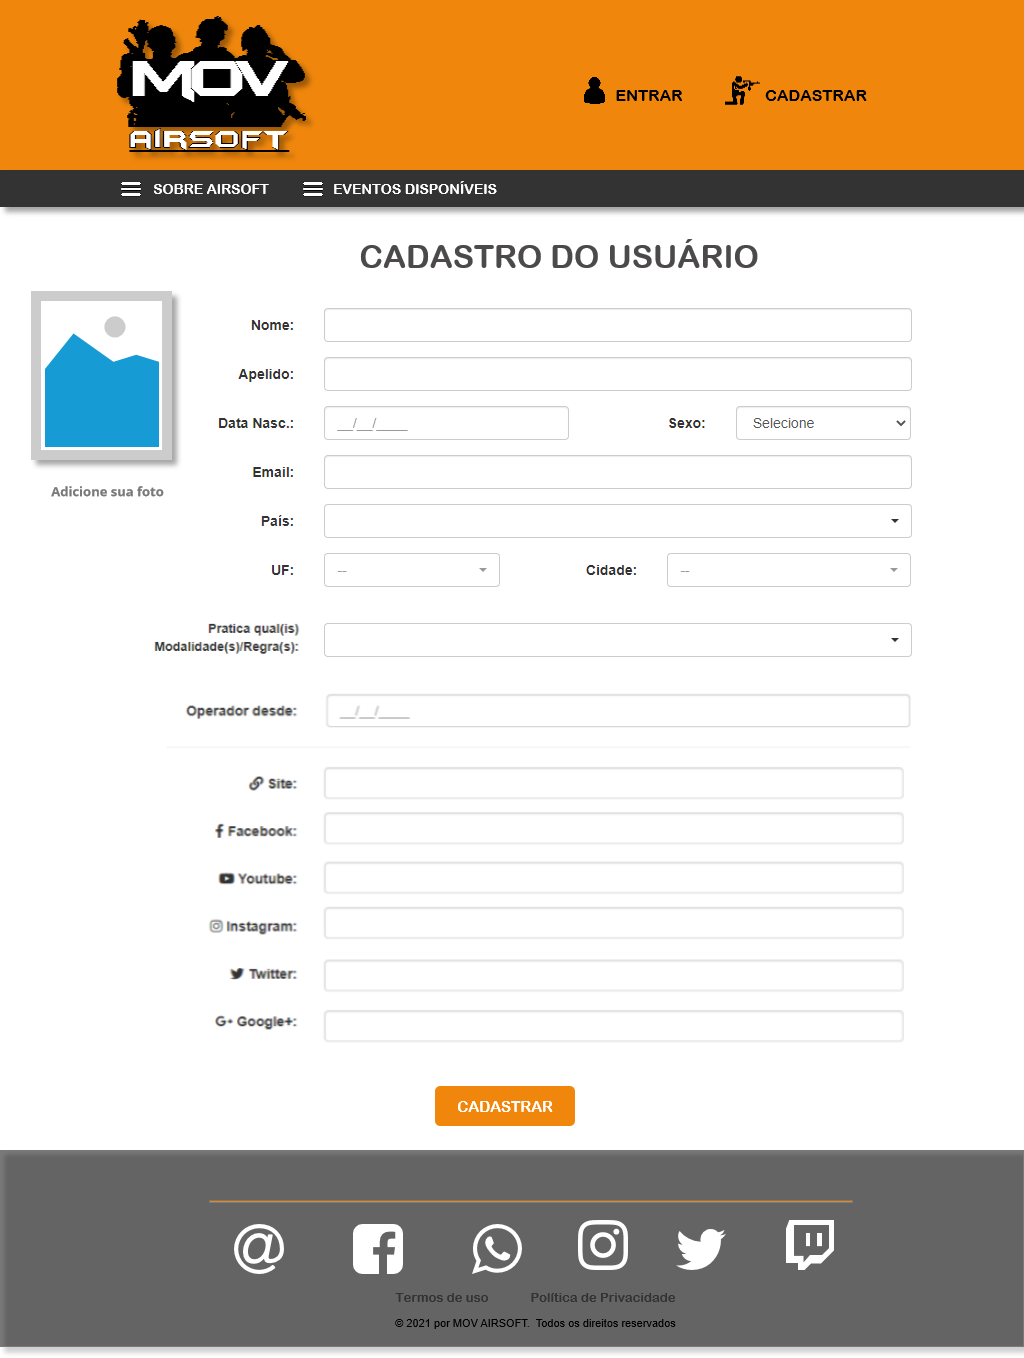 MOV
AIRSOFT
ENTRAR
CADASTRAR
SOBRE AIRSOFT
EVENTOS DISPONÍVEIS
CADASTRO DO USUÁRIO
Adicione sua foto
Nome:
Apelido:
Data Nasc.: __/__/____
Sexo: Selecione
Email:
País:
UF: --
Cidade: --
Pratica qual(is)
Modalidade(s)/Regra(s):
Operador desde: __/__/____
Site:
Facebook:
Youtube:
Instagram:
Twitter:
G+ Google+:
CADASTRAR
Termos de uso
Política de Privacidade
© 2021 por MOV AIRSOFT. Todos os direitos reservados